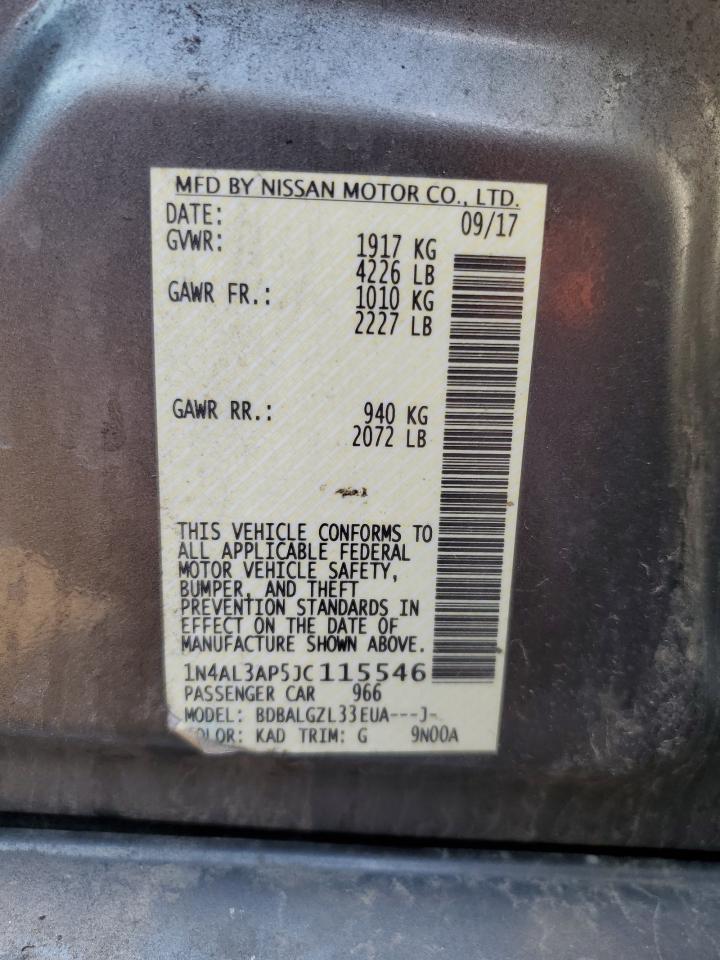 MFD BY NISSAN MOTOR CO., LTD.
DATE: 09/17
GVWR: 1917 KG
4226 LB
GAWR FR.: 1010 KG
2227 LB
GAWR RR.: 940 KG
2072 LB
THIS VEHICLE CONFORMS TO
ALL APPLICABLE FEDERAL
MOTOR VEHICLE SAFETY,
BUMPER, AND THEFT
PREVENTION STANDARDS IN
EFFECT ON THE DATE OF
MANUFACTURE SHOWN ABOVE.
1N4AL3AP5JC115546
PASSENGER CAR 966
MODEL: BDBALGZL33EUA---J-
OLOR: KAD TRIM: G 9N00A